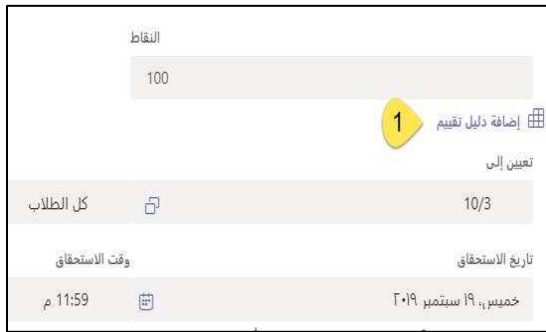 النقاط
100
إضافة دليل تقييم 1
تعيين إلى
10/3 كل الطلاب
تاريخ الاستحقاق وقت الاستحقاق
خميس، ١٩ سبتمبر ٢٠١٩ 11:59 م